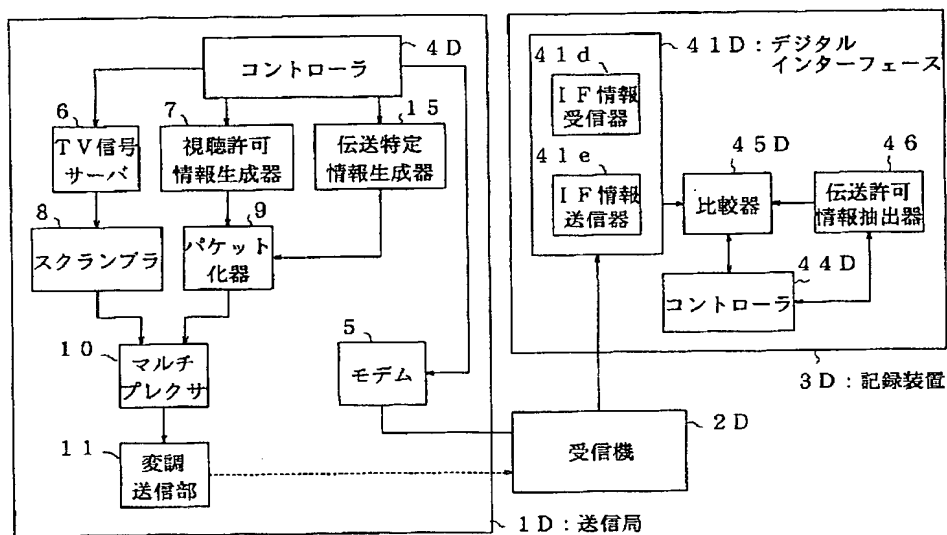 4D
コントローラ
6
TV信号
サーバ
7
視聴許可
情報生成器
15
伝送特定
情報生成器
8
スクランブラ
9
パケット
化器
10
マルチ
プレクサ
5
モデム
11
変調
送信部
1D:送信局
41D:デジタル
インターフェース
41d
IF情報
受信器
41e
IF情報
送信器
45D
比較器
46
伝送許可
情報抽出器
44D
コントローラ
3D:記録装置
2D
受信機